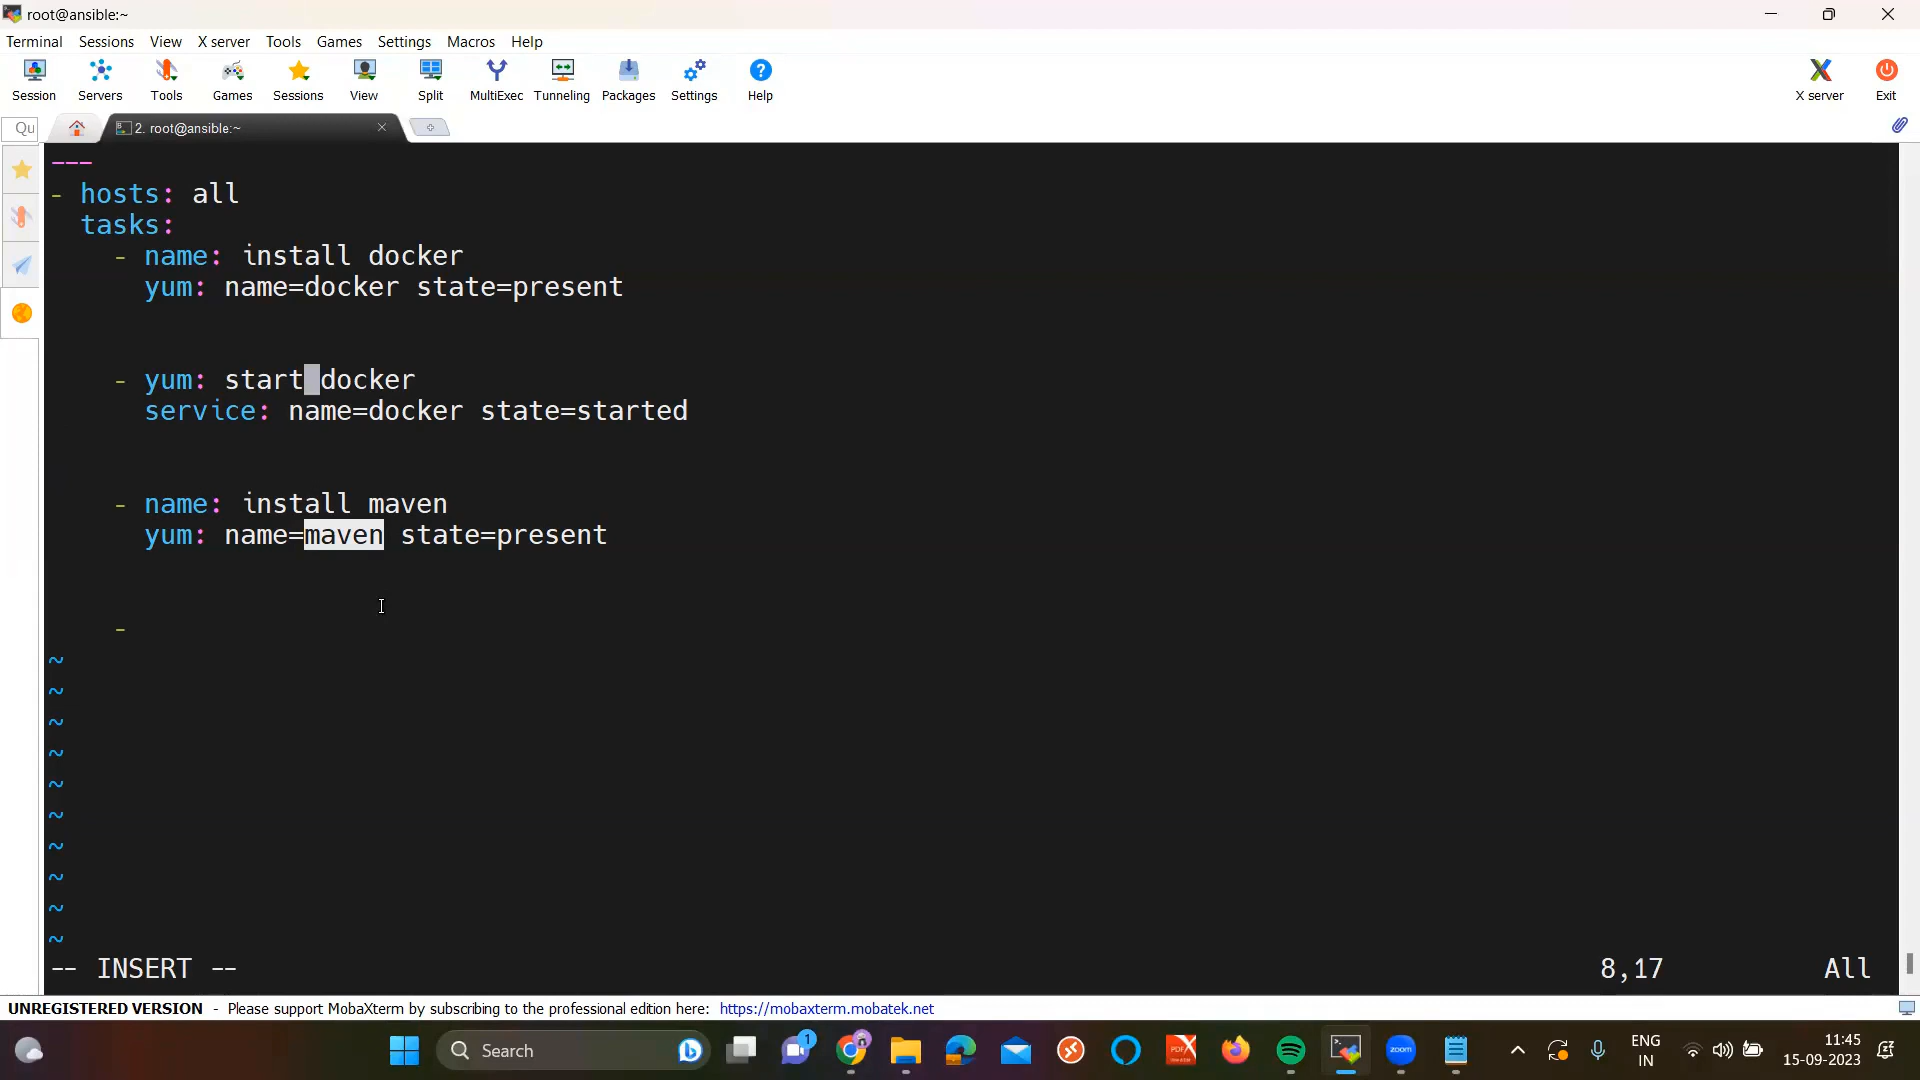 root@ansible:~
Terminal Sessions View X server Tools Games Settings Macros Help
Session Servers Tools Games Sessions View Split MultiExec Tunneling Packages Settings Help X server Exit
Qu 2. root@ansible:~
---
- hosts: all
tasks:
- name: install docker
yum: name=docker state=present
- yum: start docker
service: name=docker state=started
- name: install maven
yum: name=maven state=present
-
~
~
~
~
~
~
~
~
~
~
-- INSERT -- 8,17 All
UNREGISTERED VERSION - Please support MobaXterm by subscribing to the professional edition here: https://mobaxterm.mobatek.net
Search 1 zoom ENG 11:45
IN 15-09-2023